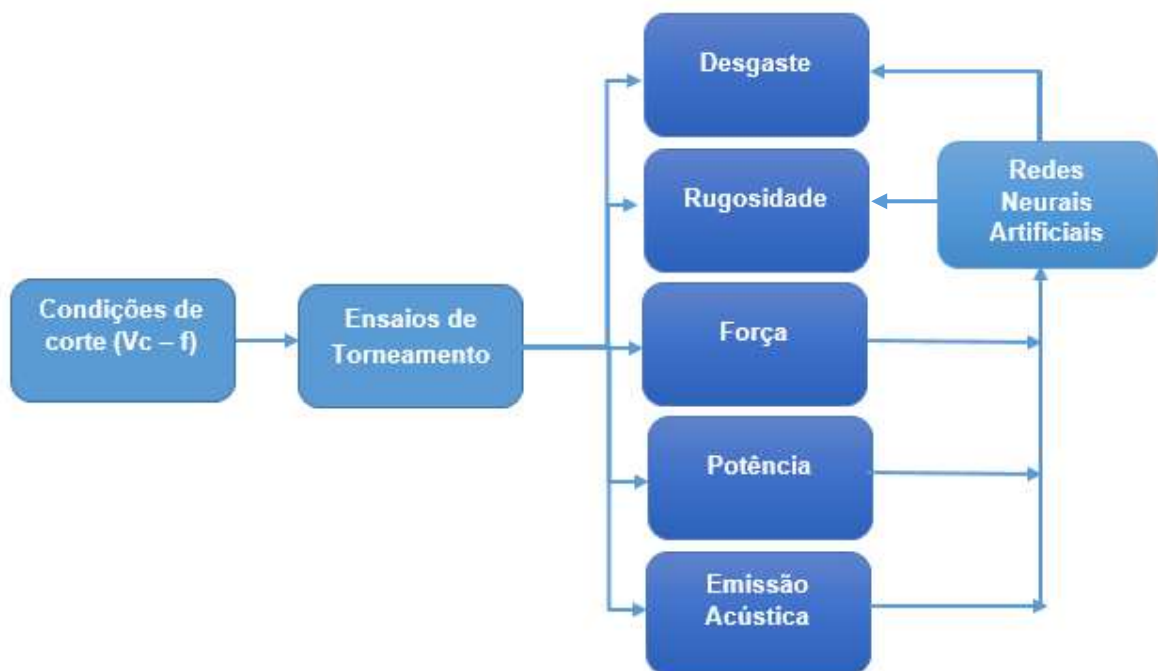 Condições de
corte (Vc – f)
Ensaios de
Torneamento
Desgaste
Rugosidade
Força
Potência
Emissão
Acústica
Redes
Neurais
Artificiais